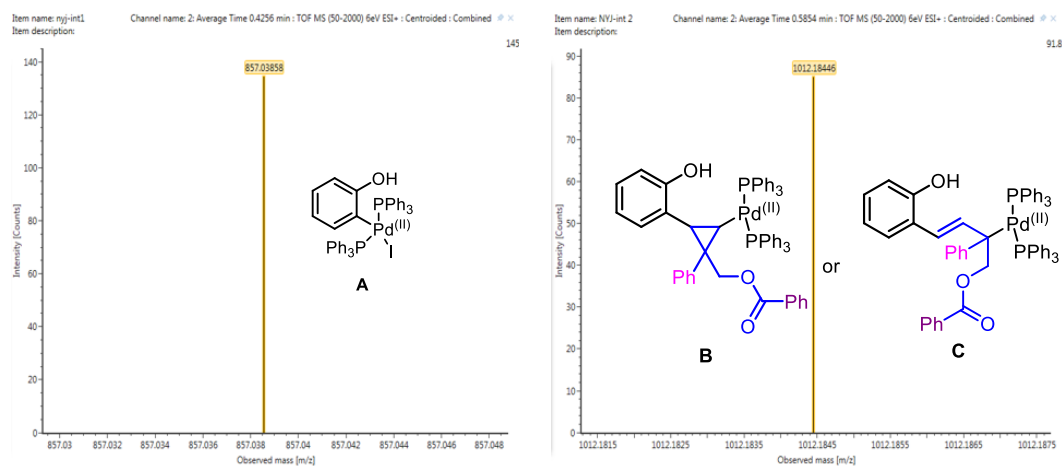 Item name: nyj-int1 Channel name: 2: Average Time 0.4256 min : TOF MS (50-2000) 6eV ESI+ : Centroided : Combined
Item description:
145
140
120
100
80
60
40
20
0
Intensity [Counts]
857.03858
OH
PPh3
Pd(II)
Ph3P
I
A
857.03 857.032 857.034 857.036 857.038 857.04 857.042 857.044 857.046 857.048
Observed mass [m/z]
Item name: NYJ-int 2 Channel name: 2: Average Time 0.5854 min : TOF MS (50-2000) 6eV ESI+ : Centroided : Combined
Item description:
91.8
90
80
70
60
50
40
30
20
10
0
Intensity [Counts]
1012.18446
OH
PPh3
Pd(II)
PPh3
Ph
O
Ph
O
B
or
OH
PPh3
Pd(II)
PPh3
Ph
O
Ph
O
C
1012.1815 1012.1825 1012.1835 1012.1845 1012.1855 1012.1865 1012.1875
Observed mass [m/z]